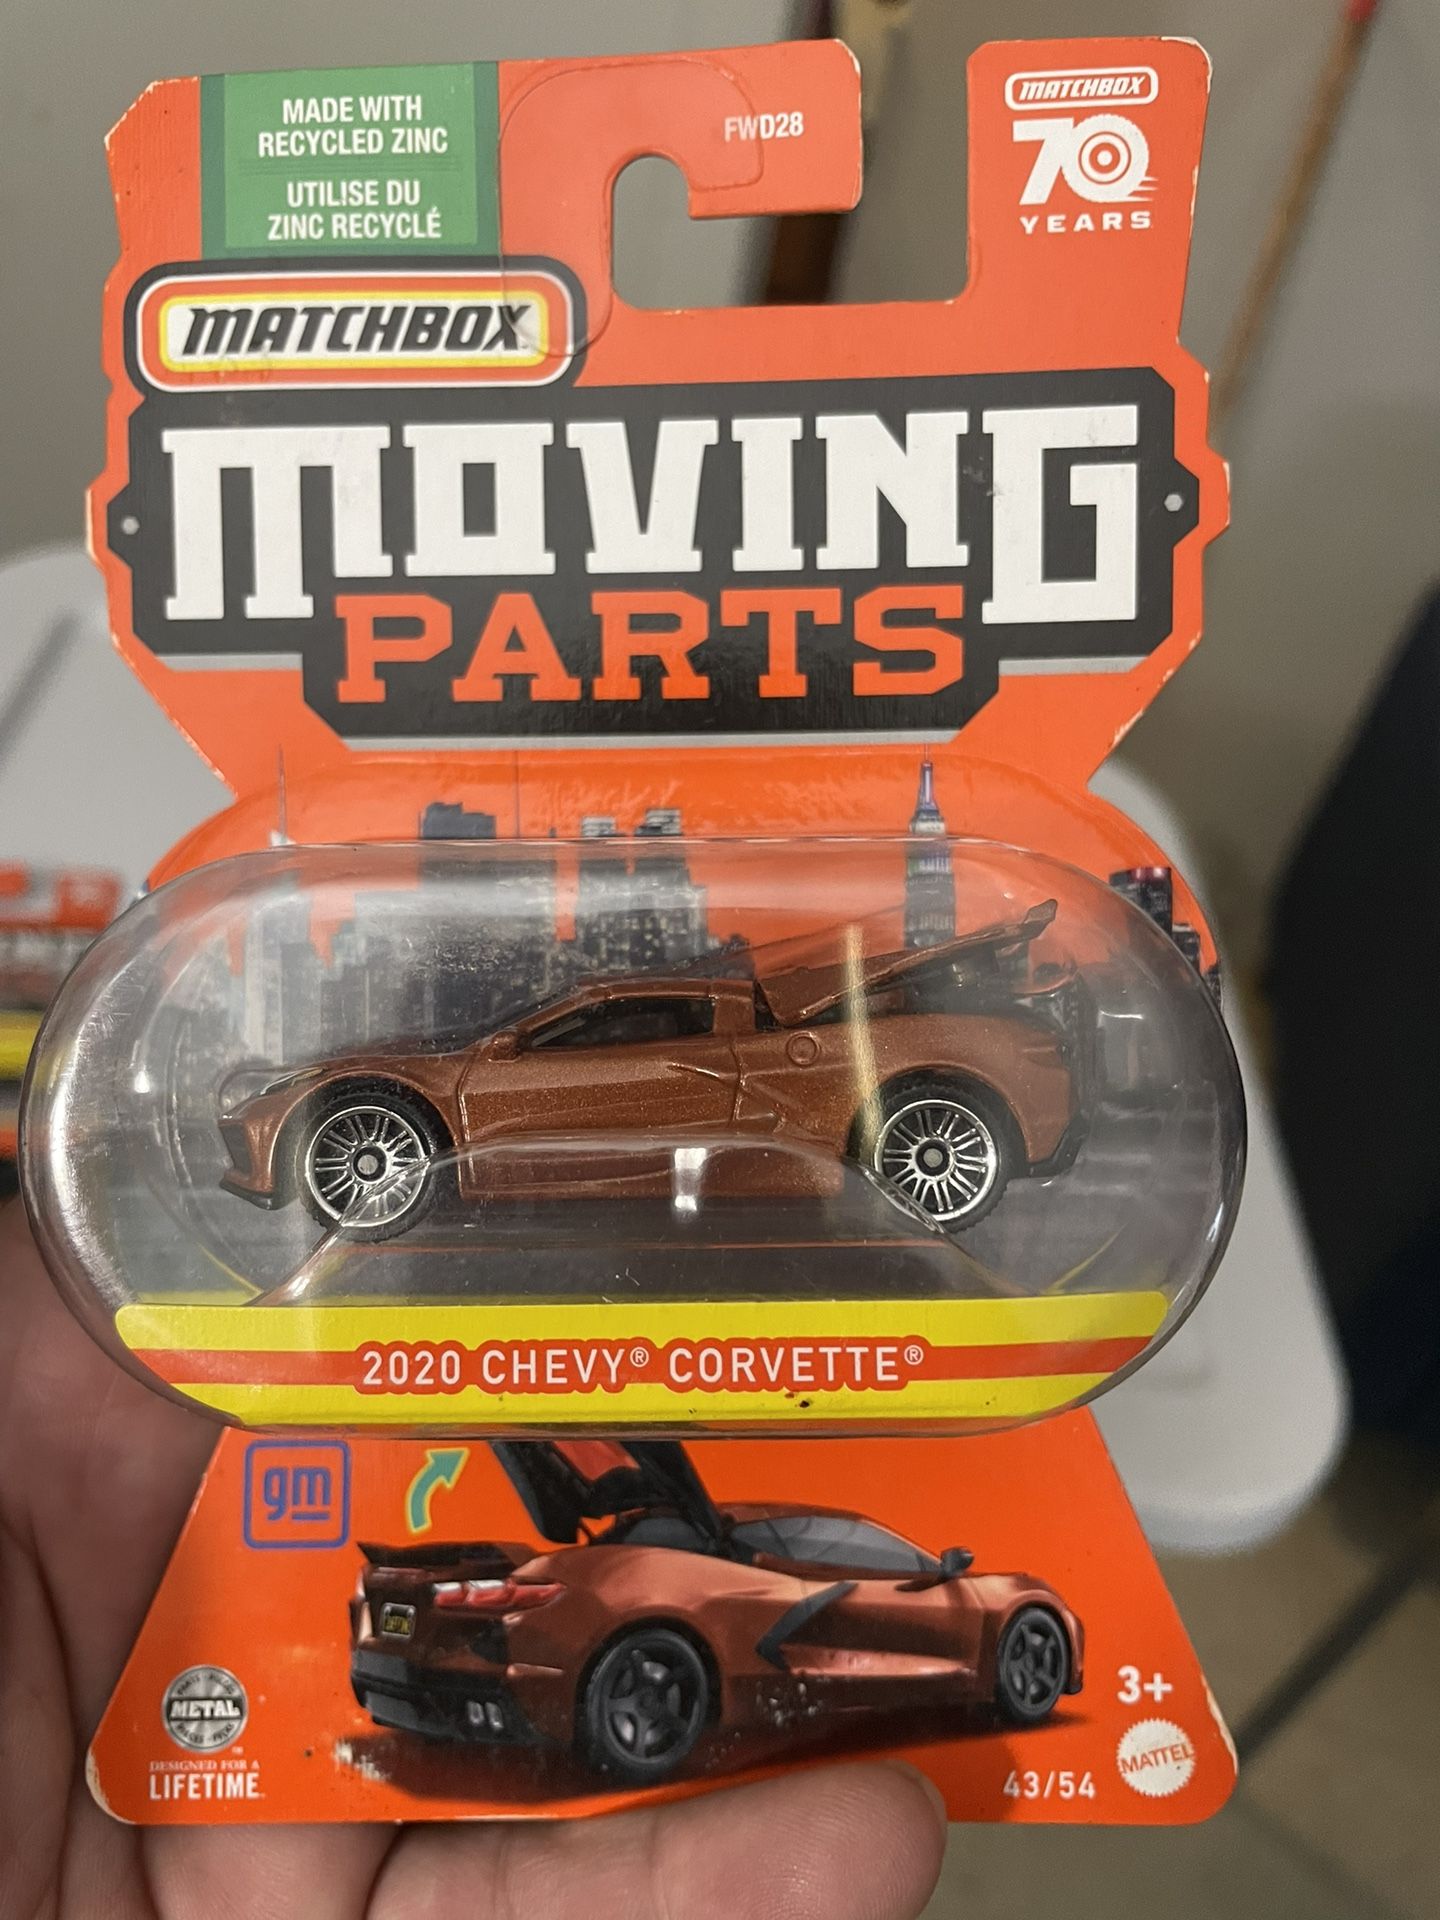 MADE WITH
RECYCLED ZINC
UTILISE DU
ZINC RECYCLÉ
FWD28
MATCHBOX
70
YEARS
MATCHBOX
MOVING
PARTS
2020 CHEVY® CORVETTE®
gm
METAL
DESIGNED FOR A
LIFETIME
3+
MATTEL
43/54